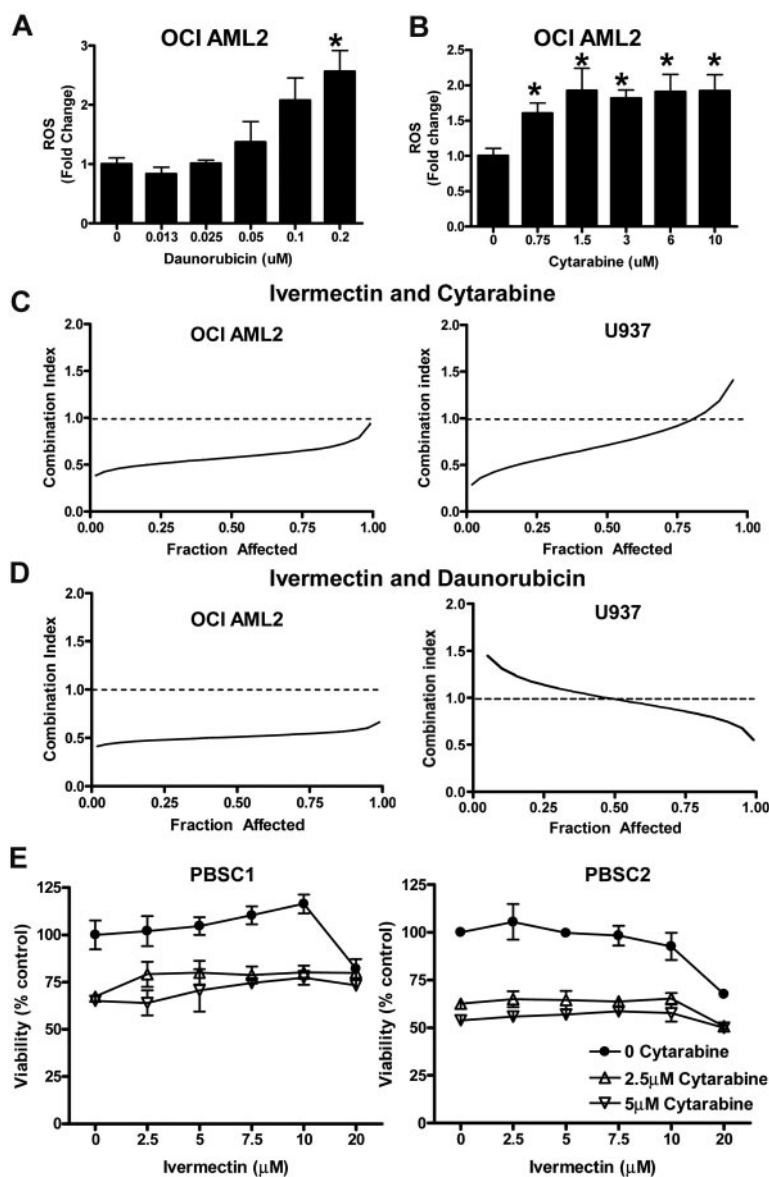 A
OCI AML2
*
3
2
1
0
ROS
(Fold Change)
0 0.013 0.025 0.05 0.1 0.2
Daunorubicin (uM)
B
OCI AML2
* * * * *
2.5
2.0
1.5
1.0
0.5
0.0
ROS
(Fold change)
0 0.75 1.5 3 6 10
Cytarabine (uM)
C
Ivermectin and Cytarabine
OCI AML2
2.0
1.5
1.0
0.5
0.0
Combination Index
0.00 0.25 0.50 0.75 1.00
Fraction Affected
U937
2.0
1.5
1.0
0.5
0.0
Combination index
0.00 0.25 0.50 0.75 1.00
Fraction Affected
D
Ivermectin and Daunorubicin
OCI AML2
2.0
1.5
1.0
0.5
0.0
Combination Index
0.00 0.25 0.50 0.75 1.00
Fraction Affected
U937
2.0
1.5
1.0
0.5
0.0
Combination index
0.00 0.25 0.50 0.75 1.00
Fraction Affected
E
PBSC1
125
100
75
50
25
0
Viability (% control)
0 2.5 5 7.5 10 20
Ivermectin (μM)
PBSC2
125
100
75
50
25
0
Viability (% control)
0 Cytarabine
2.5μM Cytarabine
5μM Cytarabine
0 2.5 5 7.5 10 20
Ivermectin (μM)